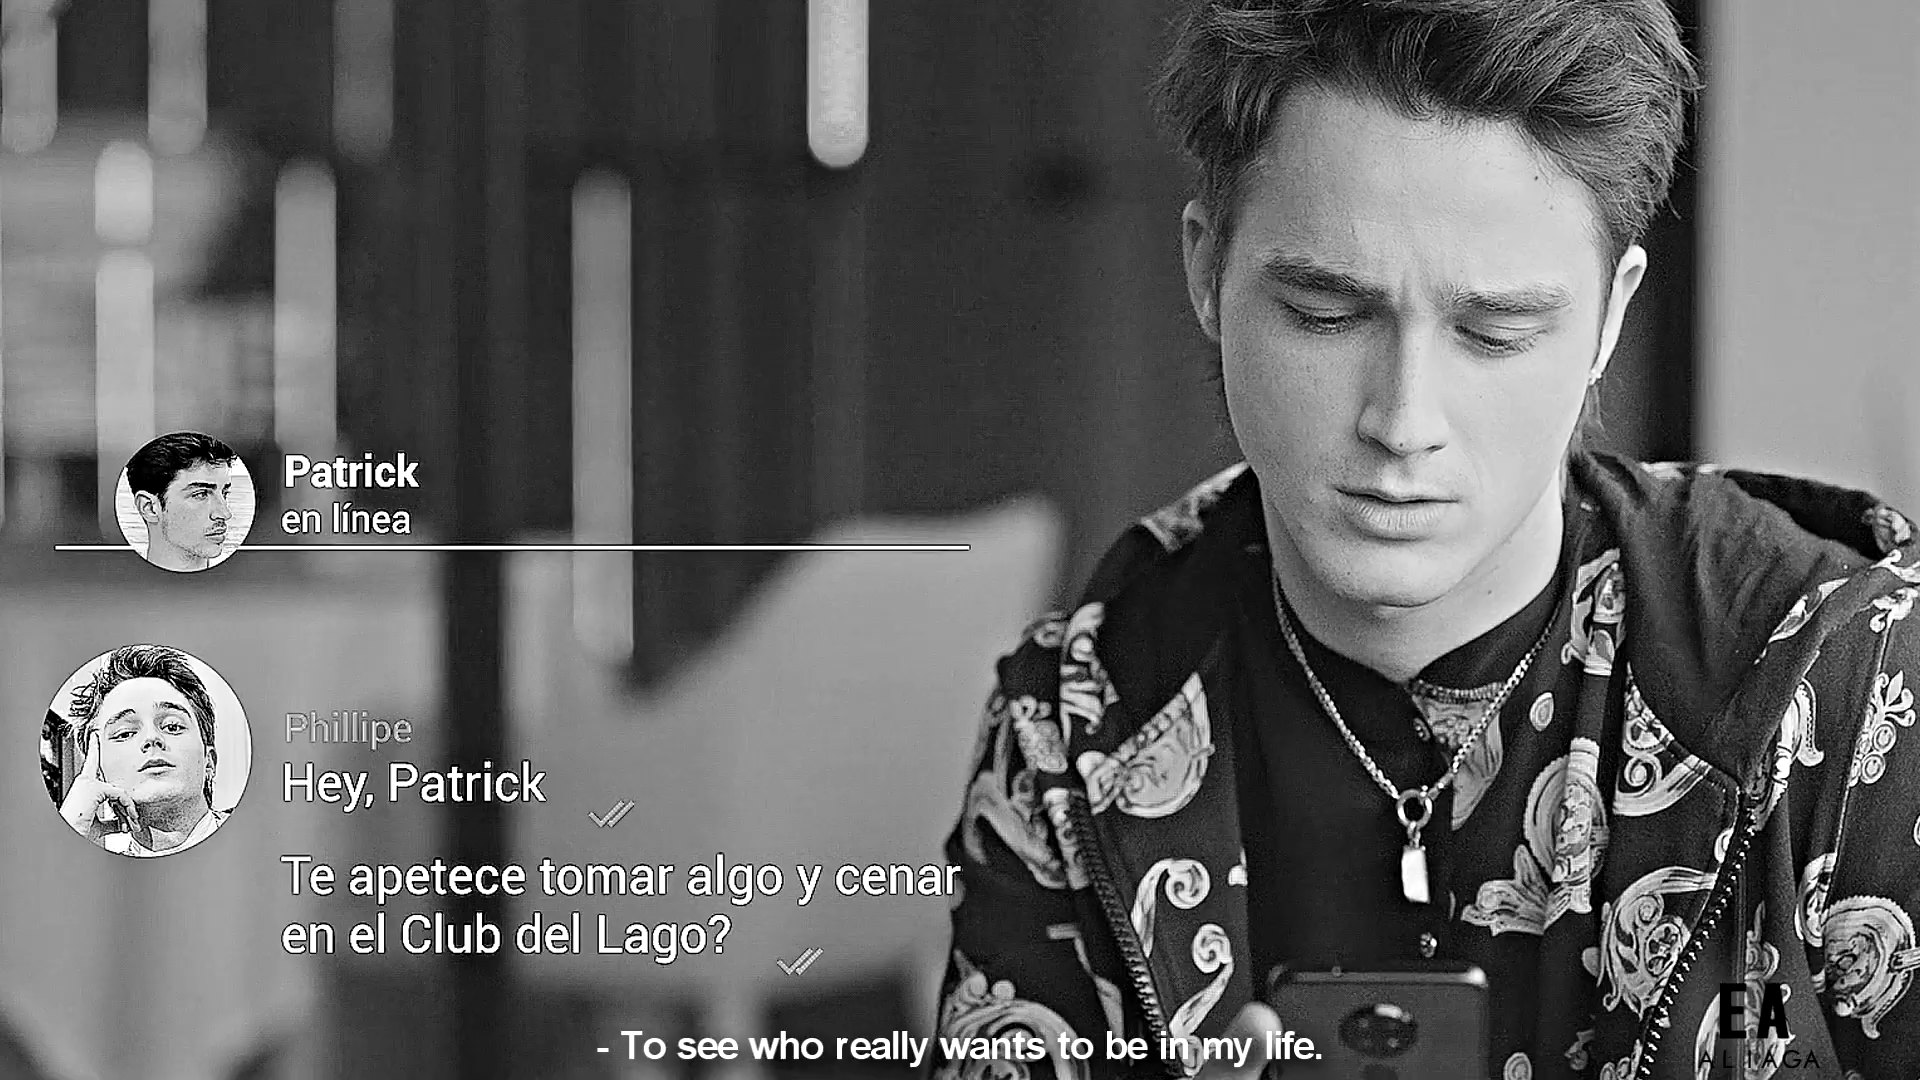 Patrick
en línea
Phillipe
Hey, Patrick
Te apetece tomar algo y cenar
en el Club del Lago?
- To see who really wants to be in my life.
EA
ALIAGA